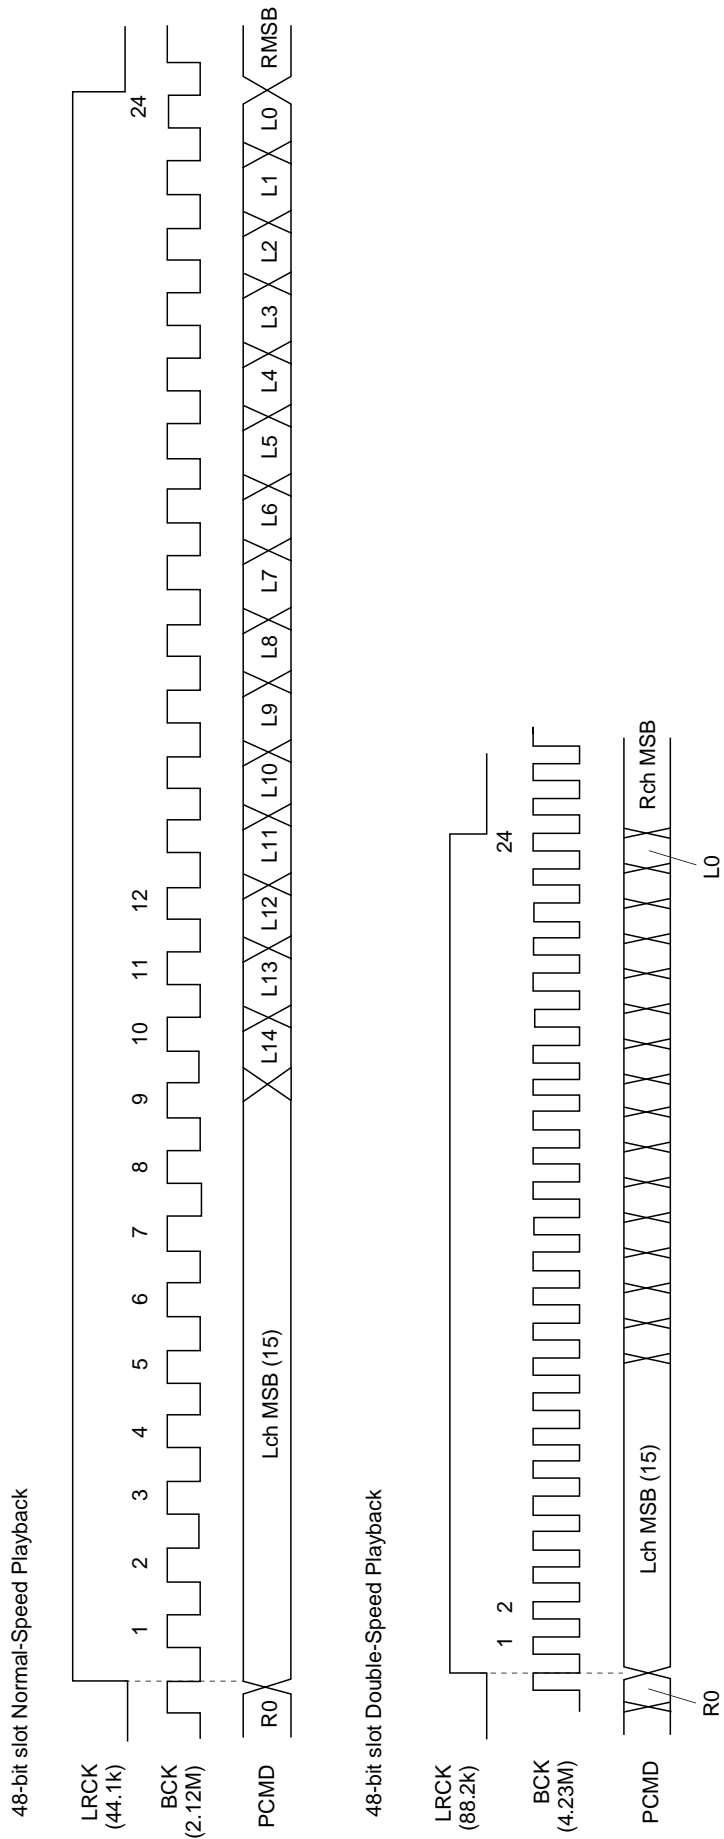 48-bit slot Normal-Speed Playback
LRCK
(44.1k)
1 2 3 4 5 6 7 8 9 10 11 12 24
BCK
(2.12M)
PCMD
R0 Lch MSB (15) L14 L13 L12 L11 L10 L9 L8 L7 L6 L5 L4 L3 L2 L1 L0 RMSB
48-bit slot Double-Speed Playback
LRCK
(88.2k)
1 2 24
BCK
(4.23M)
PCMD
Lch MSB (15) Rch MSB
R0 L0